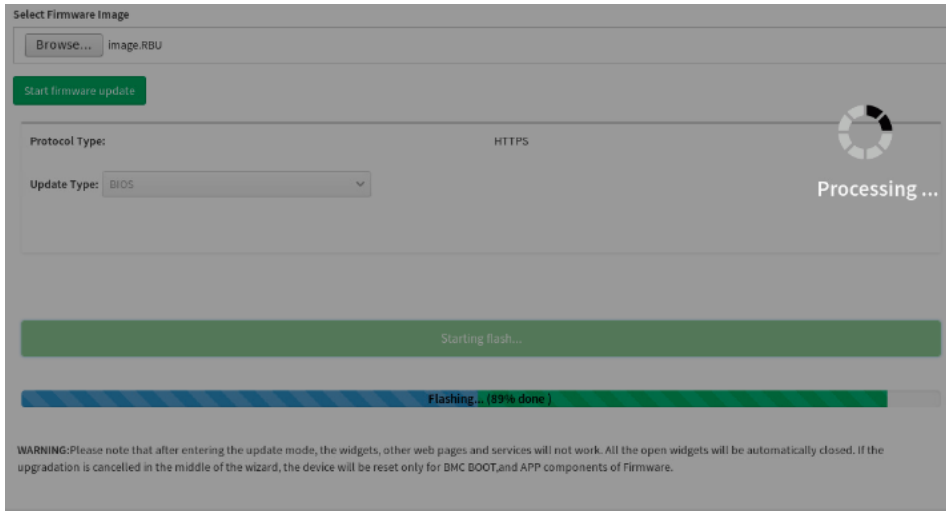 Select Firmware Image
Browse... image.RBU
Start firmware update
Protocol Type: HTTPS
Update Type: BIOS
Processing ...
Starting flash...
Flashing... (89% done )
WARNING:Please note that after entering the update mode, the widgets, other web pages and services will not work. All the open widgets will be automatically closed. If the
upgradation is cancelled in the middle of the wizard, the device will be reset only for BMC BOOT,and APP components of Firmware.